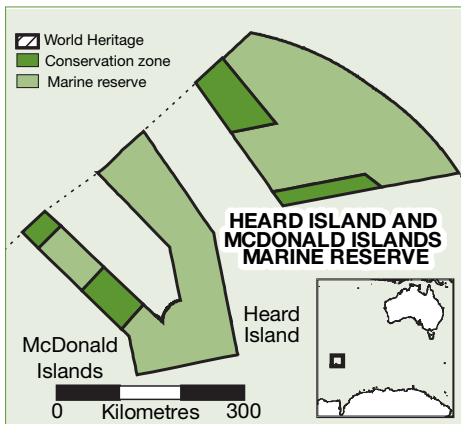 World Heritage
Conservation zone
Marine reserve
HEARD ISLAND AND
MCDONALD ISLANDS
MARINE RESERVE
Heard
Island
McDonald
Islands
0 Kilometres 300